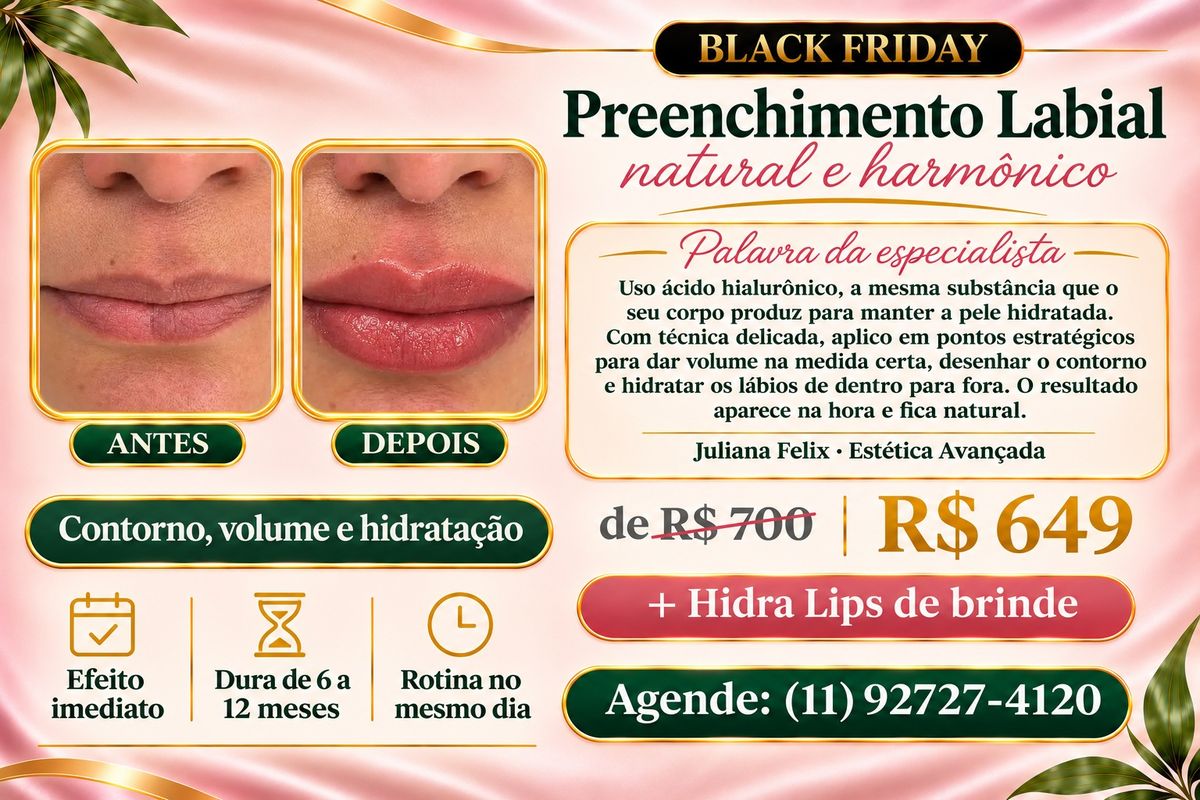 BLACK FRIDAY
Preenchimento Labial
natural e harmônico
ANTES
DEPOIS
Palavra da especialista
Uso ácido hialurônico, a mesma substância que o
seu corpo produz para manter a pele hidratada.
Com técnica delicada, aplico em pontos estratégicos
para dar volume na medida certa, desenhar o contorno
e hidratar os lábios de dentro para fora. O resultado
aparece na hora e fica natural.
Juliana Felix · Estética Avançada
Contorno, volume e hidratação
Efeito
imediato
Dura de 6 a
12 meses
Rotina no
mesmo dia
de R$ 700
R$ 649
+ Hidra Lips de brinde
Agende: (11) 92727-4120